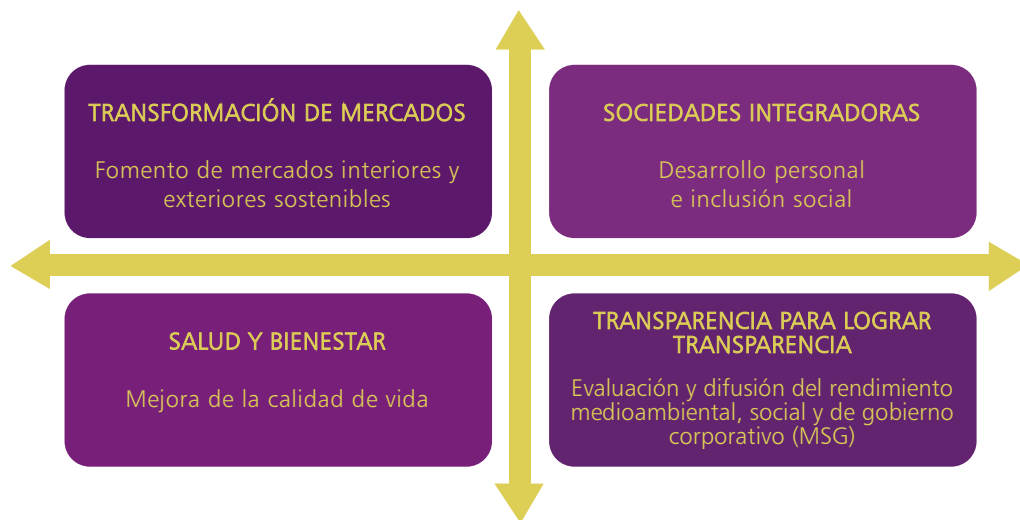 TRANSFORMACIÓN DE MERCADOS
Fomento de mercados interiores y
exteriores sostenibles
SOCIEDADES INTEGRADORAS
Desarrollo personal
e inclusión social
SALUD Y BIENESTAR
Mejora de la calidad de vida
TRANSPARENCIA PARA LOGRAR
TRANSPARENCIA
Evaluación y difusión del rendimiento
medioambiental, social y de gobierno
corporativo (MSG)